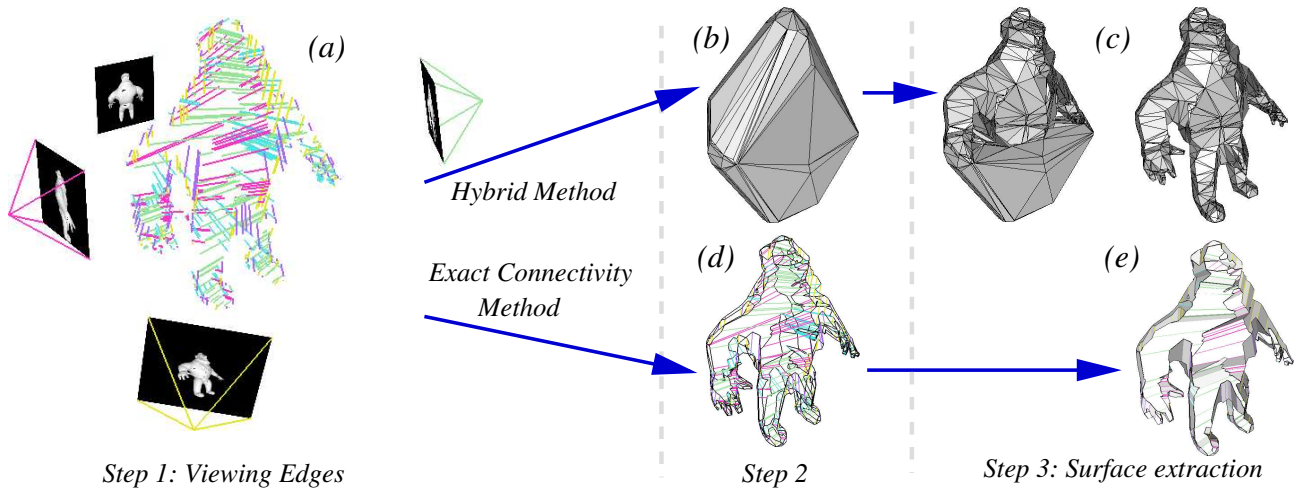 (a)
(b)
(c)
Hybrid Method
Exact Connectivity
Method
(d)
(e)
Step 1: Viewing Edges
Step 2
Step 3: Surface extraction